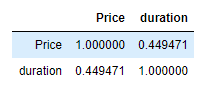 Price duration
Price 1.000000 0.449471
duration 0.449471 1.000000